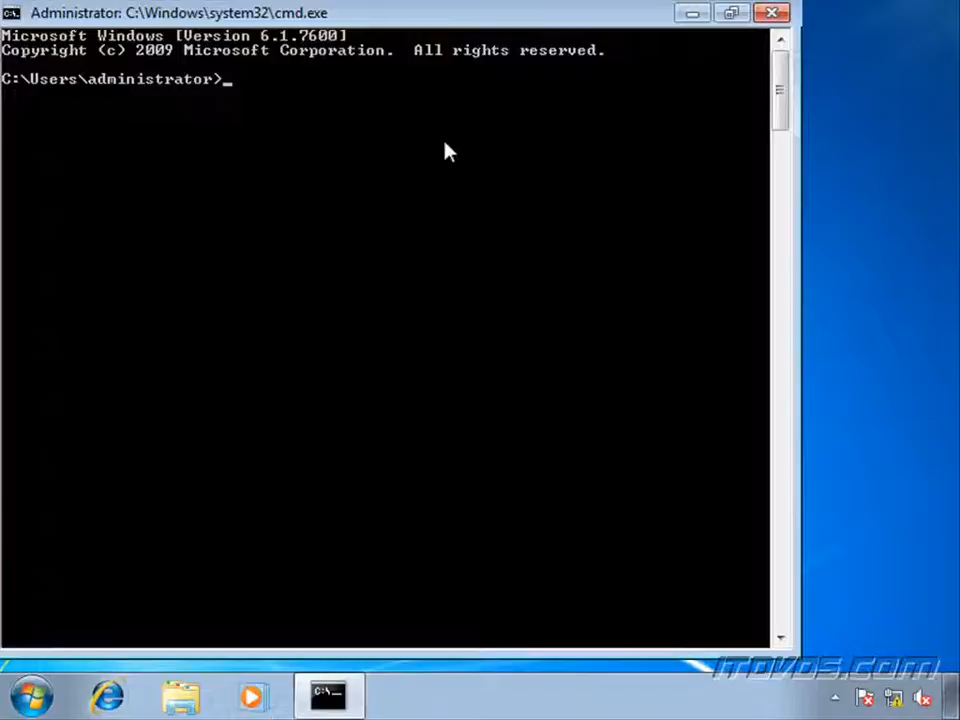 Administrator: C:\Windows\system32\cmd.exe
Microsoft Windows [Version 6.1.7600]
Copyright (c) 2009 Microsoft Corporation.  All rights reserved.
C:\Users\administrator>_
ITDVDS.COM